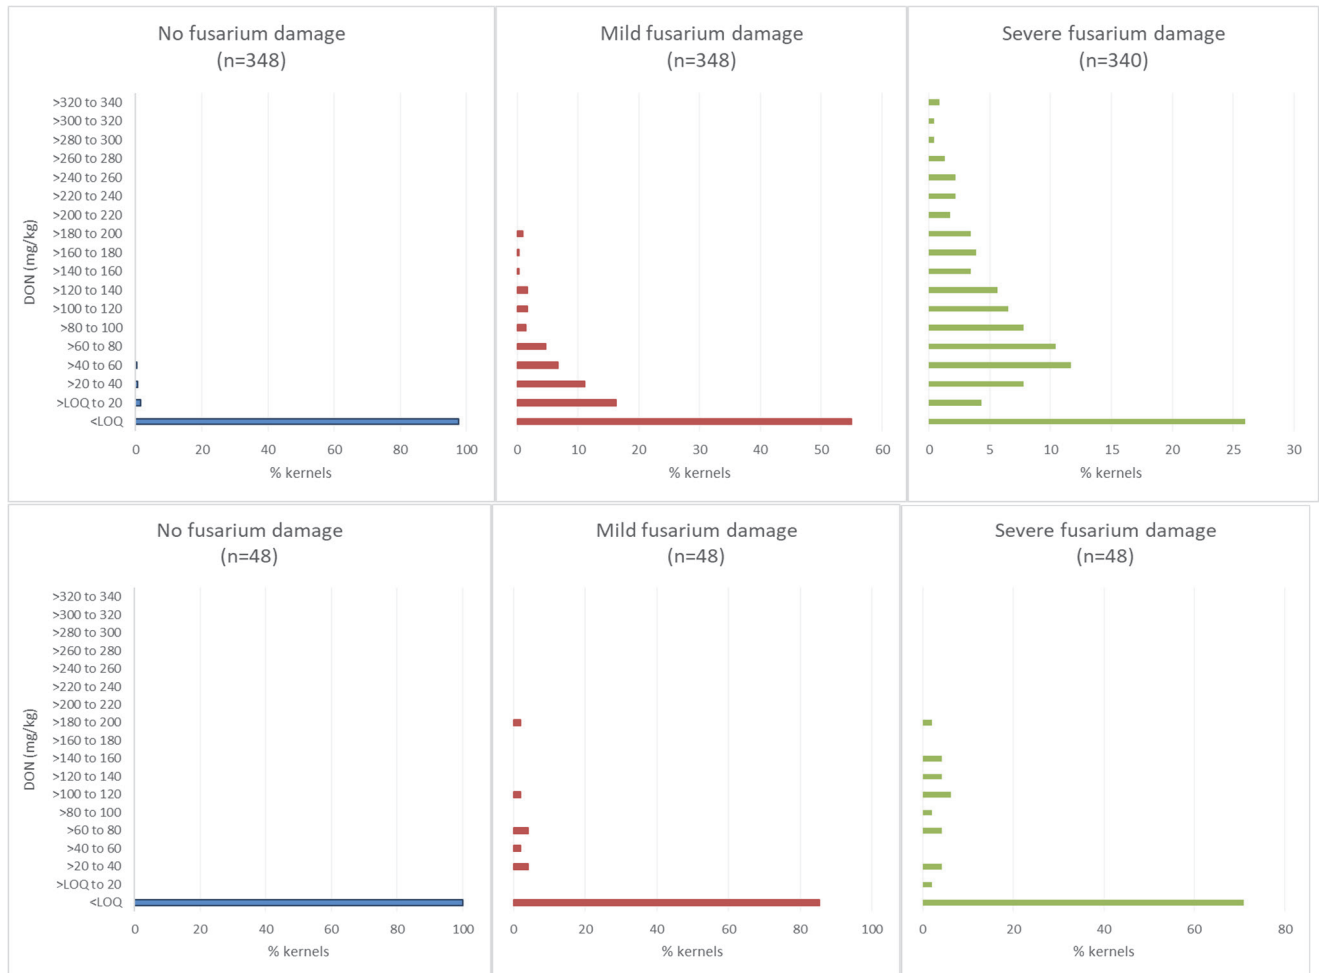 No fusarium damage
(n=348)
DON (mg/kg)
>320 to 340
>300 to 320
>280 to 300
>260 to 280
>240 to 260
>220 to 240
>200 to 220
>180 to 200
>160 to 180
>140 to 160
>120 to 140
>100 to 120
>80 to 100
>60 to 80
>40 to 60
>20 to 40
>LOQ to 20
<LOQ
0 20 40 60 80 100
% kernels
Mild fusarium damage
(n=348)
0 10 20 30 40 50 60
% kernels
Severe fusarium damage
(n=340)
0 5 10 15 20 25 30
% kernels
No fusarium damage
(n=48)
DON (mg/kg)
>320 to 340
>300 to 320
>280 to 300
>260 to 280
>240 to 260
>220 to 240
>200 to 220
>180 to 200
>160 to 180
>140 to 160
>120 to 140
>100 to 120
>80 to 100
>60 to 80
>40 to 60
>20 to 40
>LOQ to 20
<LOQ
0 20 40 60 80 100
% kernels
Mild fusarium damage
(n=48)
0 20 40 60 80 100
% kernels
Severe fusarium damage
(n=48)
0 20 40 60 80
% kernels